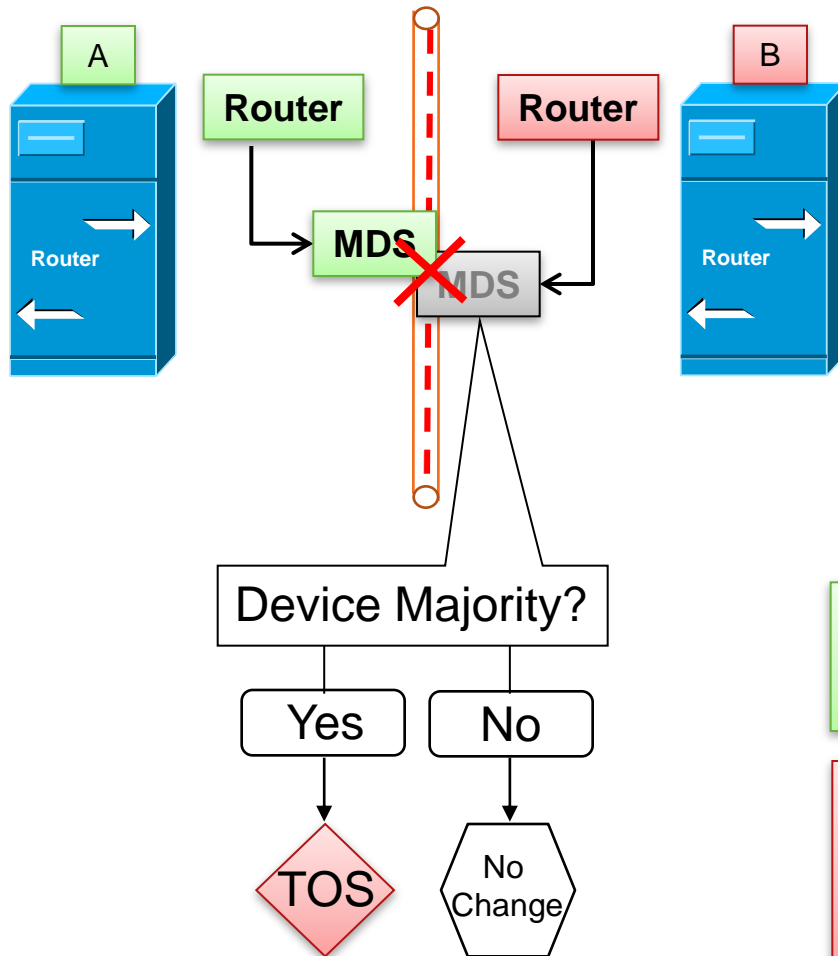 A
B
Router
Router
Router
Router
MDS
MDS
Device Majority?
Yes
No
TOS
No
Change